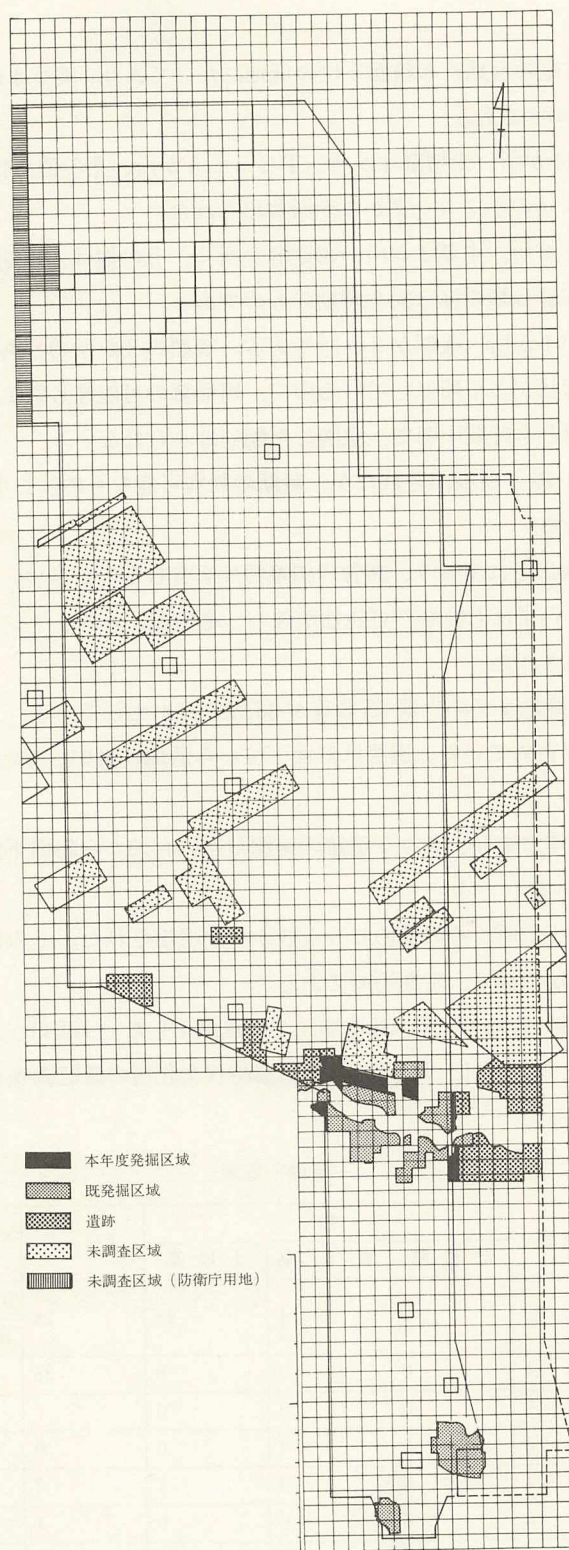 本年度発掘区域
既発掘区域
遺跡
未調査区域
未調査区域（防衛庁用地）